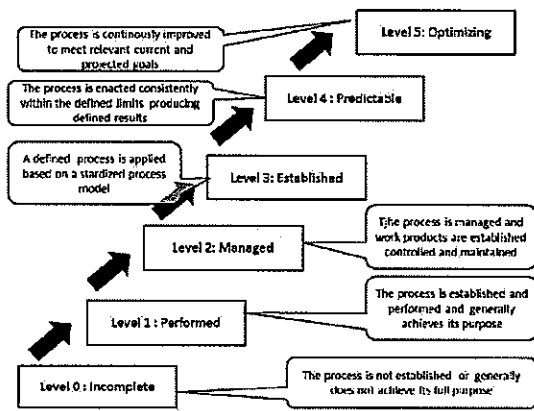 The process is continously improved
to meet relevant current and
projected goals
Level 5: Optimizing
The process is enacted consistently
within the defined limits producing
defined results
Level 4 : Predictable
A defined process is applied
based on a stardized process
model
Level 3: Established
The process is managed and
work products are established
controlled and maintained
Level 2: Managed
The process is established and
performed and generally
achieves its purpose
Level 1 : Performed
Level 0 : Incomplete
The process is not established or generally
does not achieve its full purpose